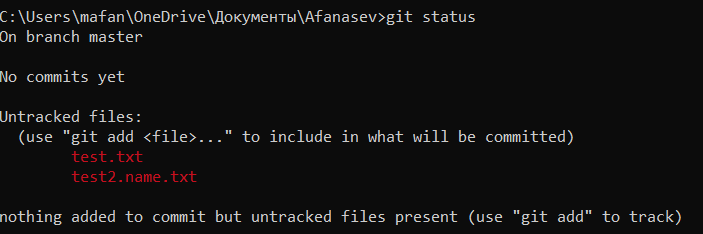 C:\Users\mafan\OneDrive\Документы\Afanasev>git status
On branch master
No commits yet
Untracked files:
(use "git add <file>..." to include in what will be committed)
test.txt
test2.name.txt
nothing added to commit but untracked files present (use "git add" to track)